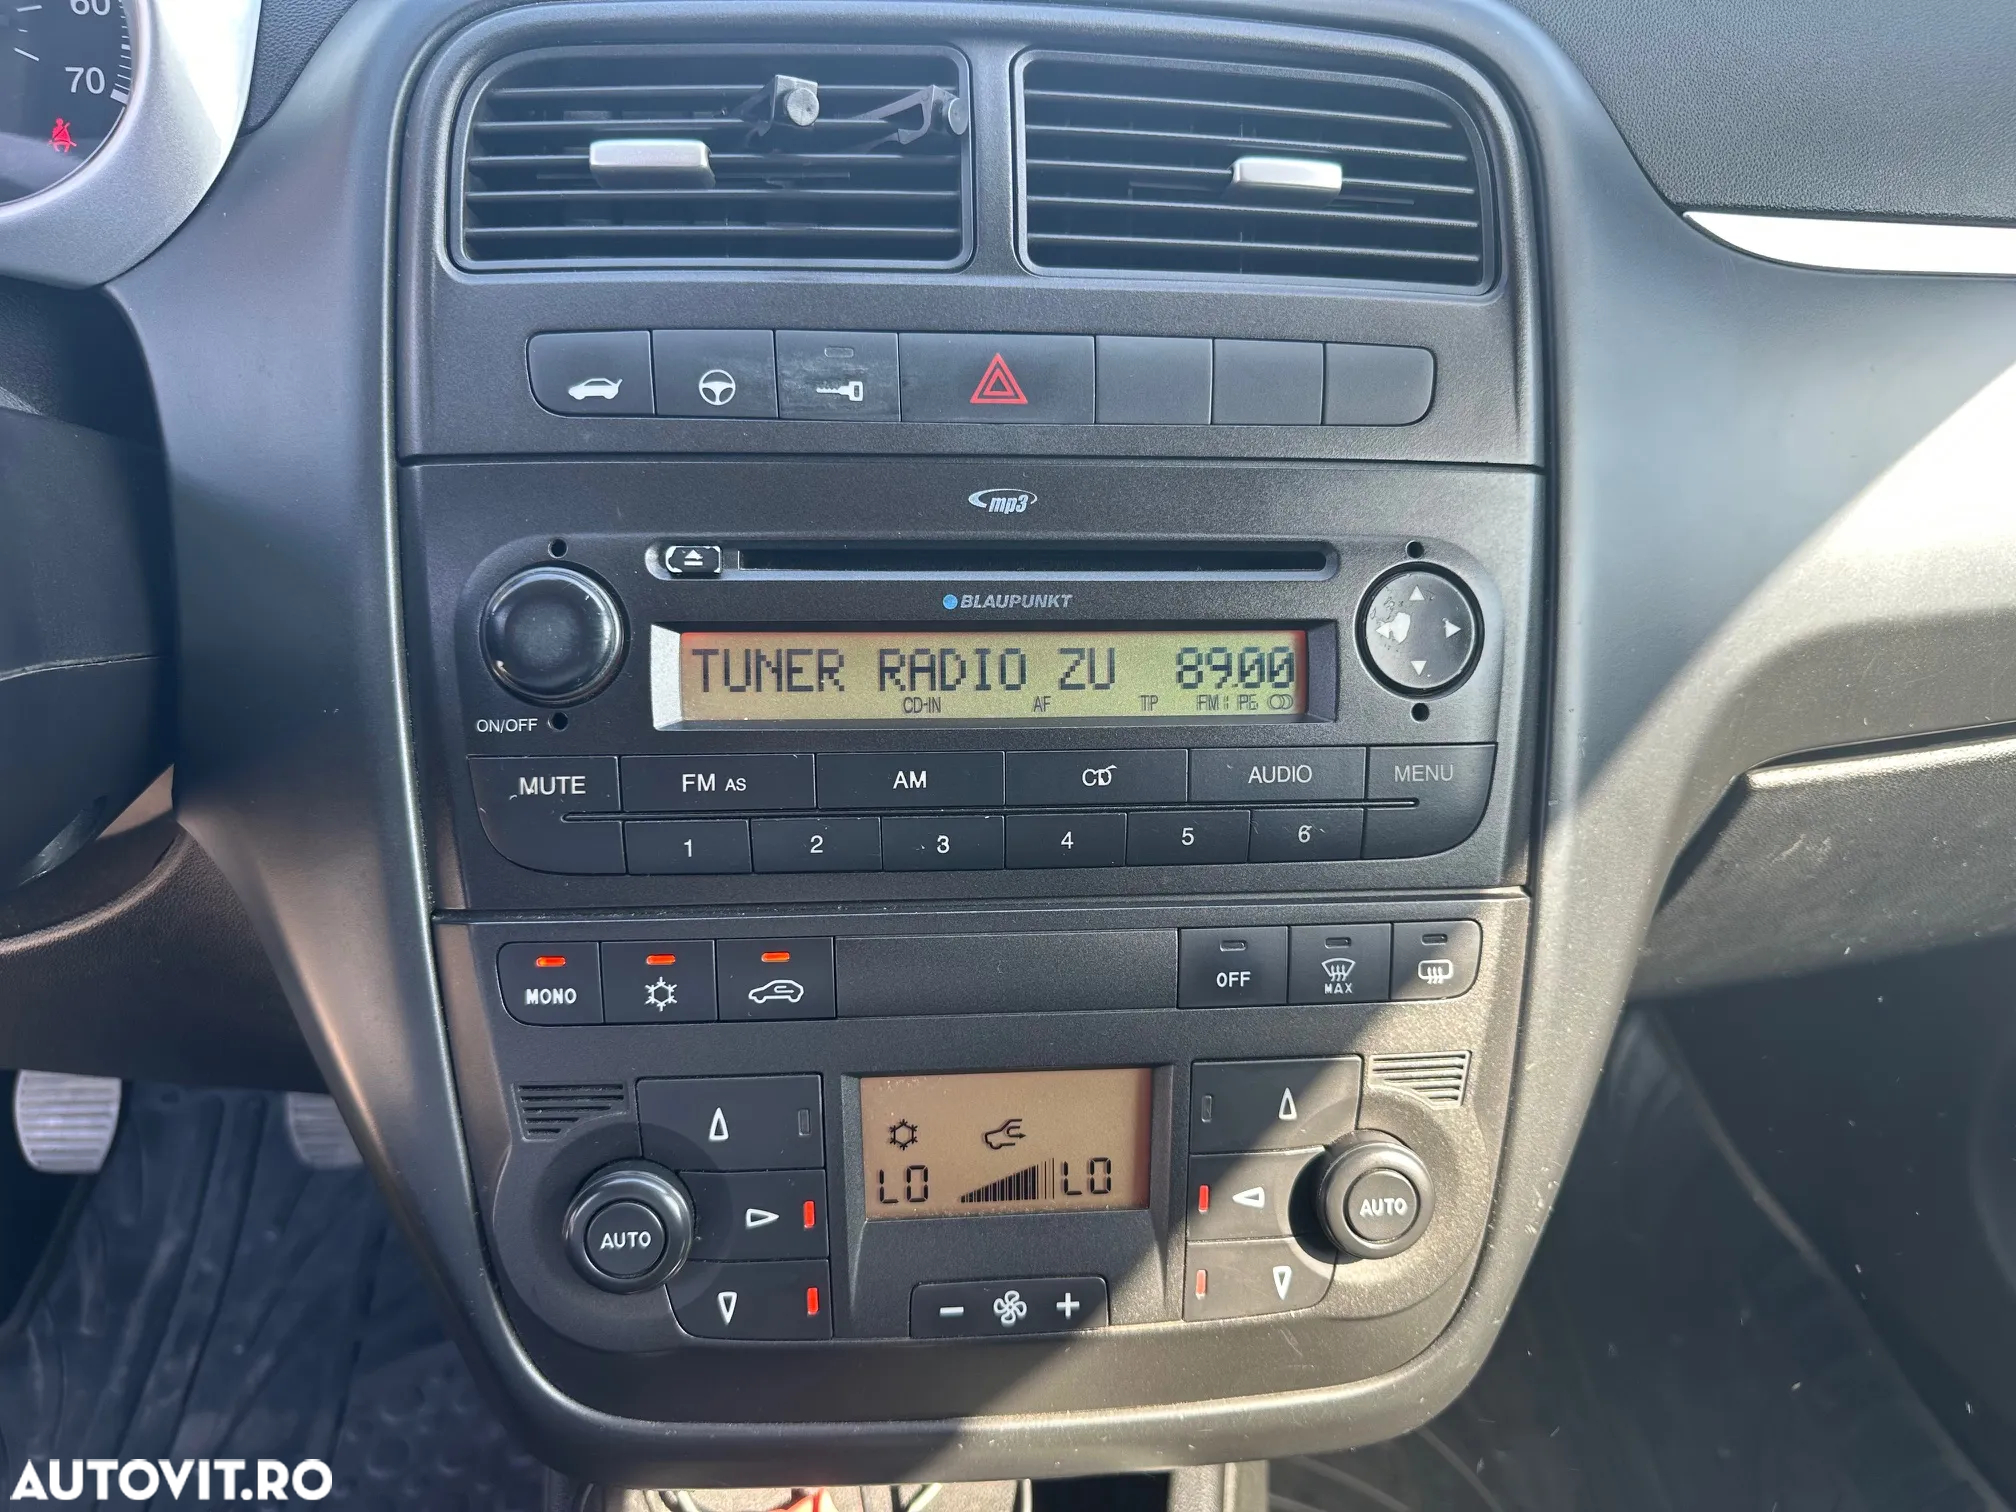 60
70
mp3
BLAUPUNKT
TUNER RADIO ZU 89.00
CD-IN AF TP FM
ON/OFF
MUTE FM AS AM CD AUDIO MENU
1 2 3 4 5 6
MONO OFF MAX
LO LO
AUTO AUTO
- +
AUTOVIT.RO